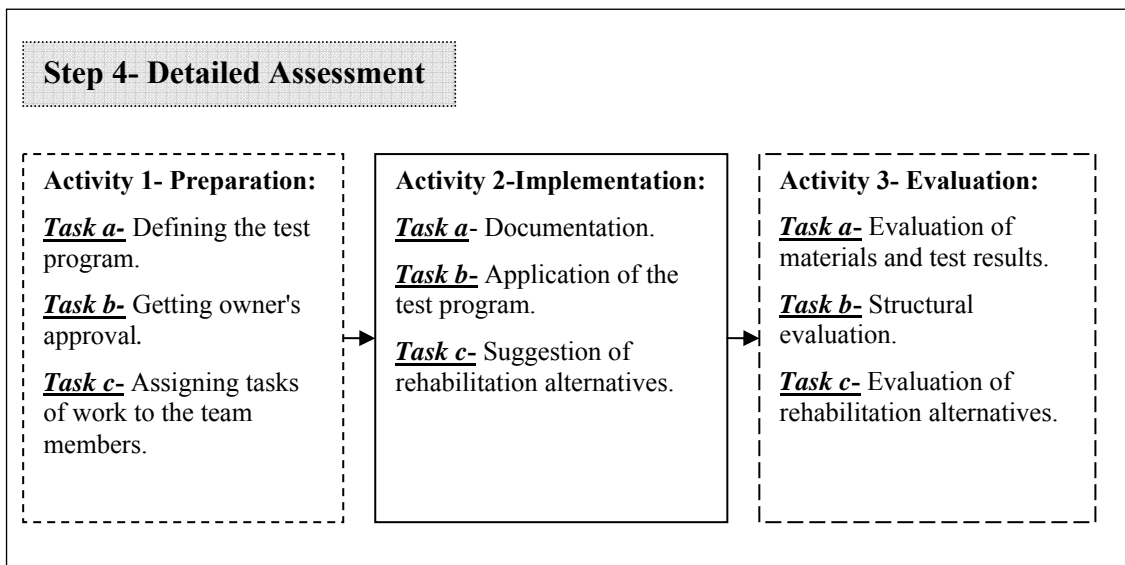 Step 4- Detailed Assessment
Activity 1- Preparation:
Task a- Defining the test
program.
Task b- Getting owner's
approval.
Task c- Assigning tasks
of work to the team
members.
Activity 2-Implementation:
Task a- Documentation.
Task b- Application of the
test program.
Task c- Suggestion of
rehabilitation alternatives.
Activity 3- Evaluation:
Task a- Evaluation of
materials and test results.
Task b- Structural
evaluation.
Task c- Evaluation of
rehabilitation alternatives.